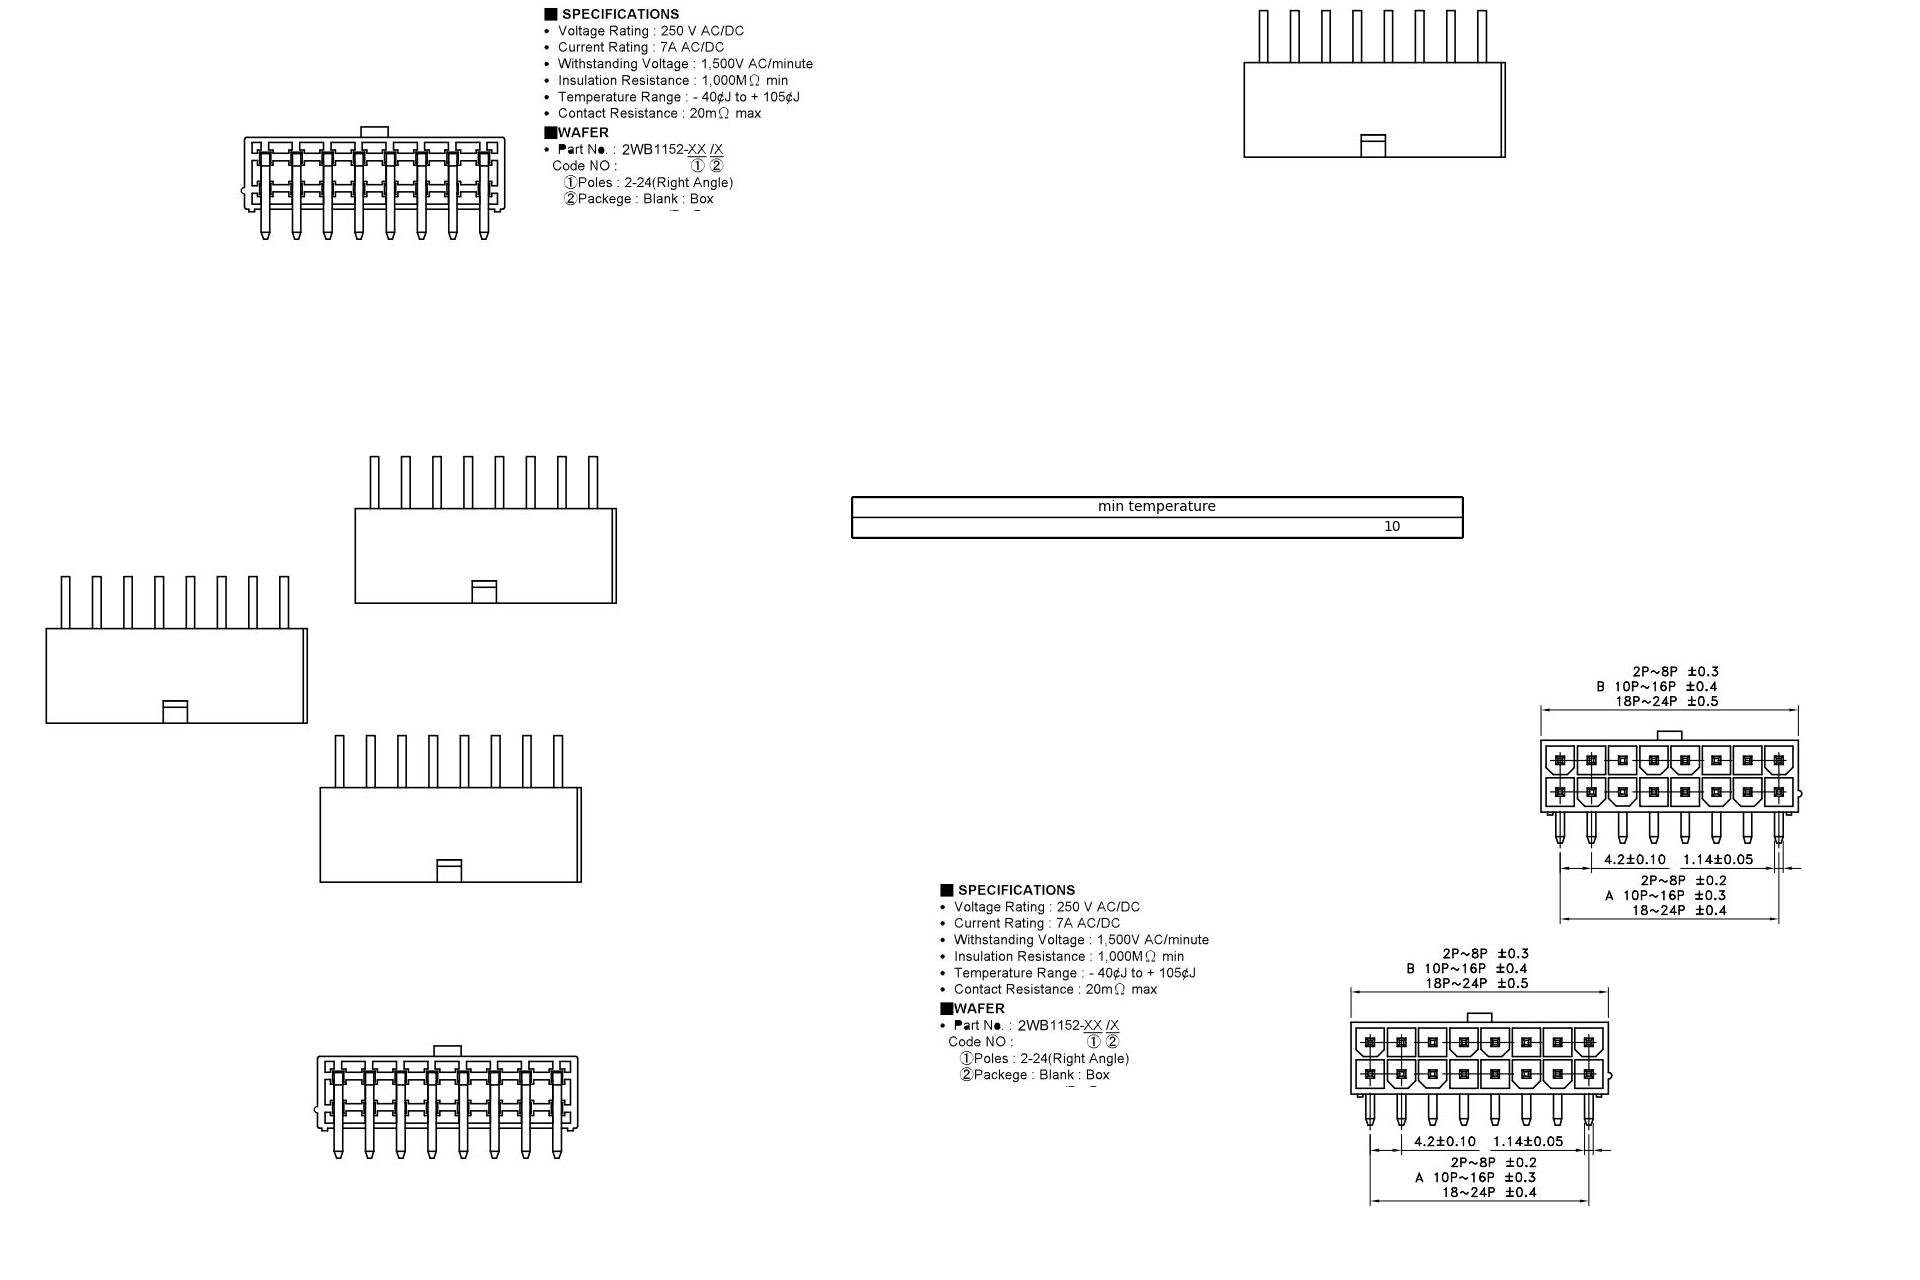 ■ SPECIFICATIONS
• Voltage Rating : 250 V AC/DC
• Current Rating : 7A AC/DC
• Withstanding Voltage : 1,500V AC/minute
• Insulation Resistance : 1,000MΩ min
• Temperature Range : - 40¢J to + 105¢J
• Contact Resistance : 20mΩ max
■WAFER
• Part No. : 2WB1152-XX /X
Code NO : ① ②
①Poles : 2-24(Right Angle)
②Packege : Blank : Box
min temperature
10
2P~8P ±0.3
B 10P~16P ±0.4
18P~24P ±0.5
4.2±0.10 1.14±0.05
2P~8P ±0.2
A 10P~16P ±0.3
18~24P ±0.4
■ SPECIFICATIONS
• Voltage Rating : 250 V AC/DC
• Current Rating : 7A AC/DC
• Withstanding Voltage : 1,500V AC/minute
• Insulation Resistance : 1,000MΩ min
• Temperature Range : - 40¢J to + 105¢J
• Contact Resistance : 20mΩ max
■WAFER
• Part No. : 2WB1152-XX /X
Code NO : ① ②
①Poles : 2-24(Right Angle)
②Packege : Blank : Box
2P~8P ±0.3
B 10P~16P ±0.4
18P~24P ±0.5
4.2±0.10 1.14±0.05
2P~8P ±0.2
A 10P~16P ±0.3
18~24P ±0.4